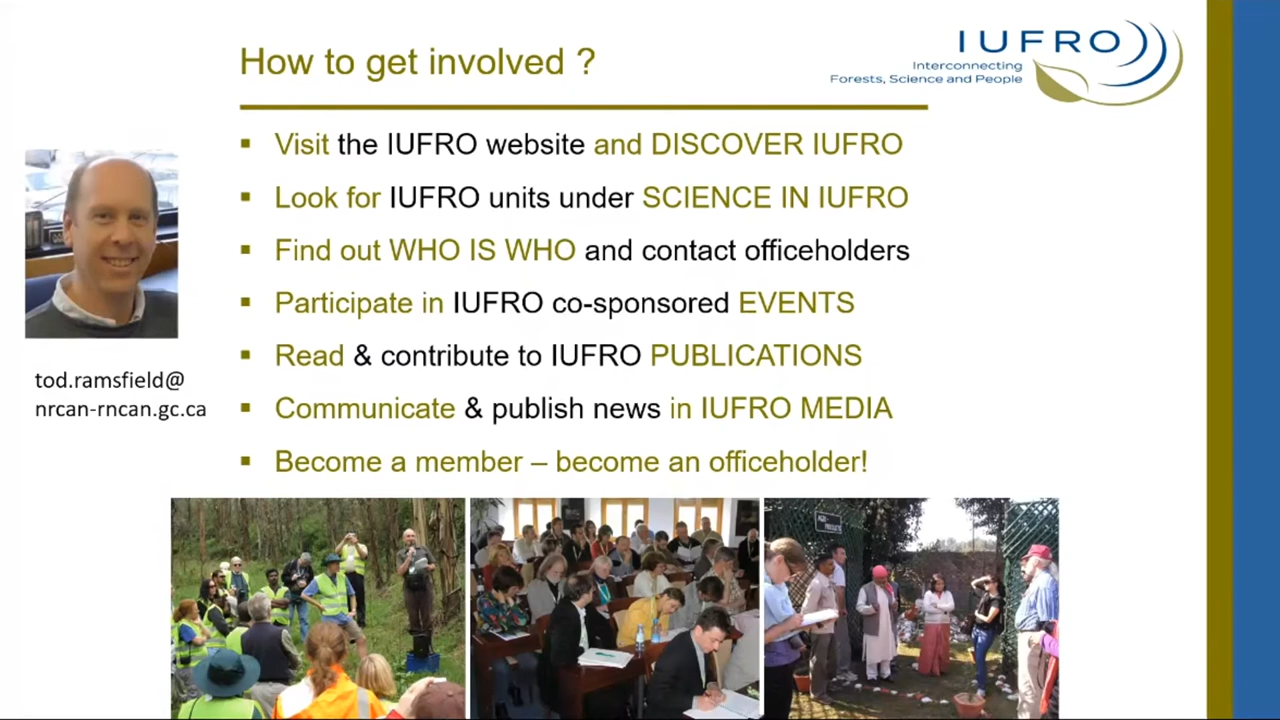 How to get involved ?
IUFRO
Interconnecting
Forests, Science and People
▪ Visit the IUFRO website and DISCOVER IUFRO
▪ Look for IUFRO units under SCIENCE IN IUFRO
▪ Find out WHO IS WHO and contact officeholders
▪ Participate in IUFRO co-sponsored EVENTS
▪ Read & contribute to IUFRO PUBLICATIONS
▪ Communicate & publish news in IUFRO MEDIA
▪ Become a member – become an officeholder!
tod.ramsfield@
nrcan-rncan.gc.ca